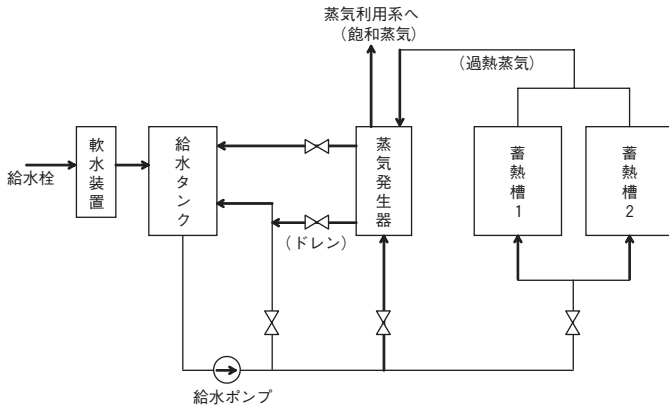 蒸気利用系へ
（飽和蒸気）
（過熱蒸気）
給水栓
軟水装置
給水タンク
蒸気発生器
蓄熱槽1
蓄熱槽2
（ドレン）
給水ポンプ